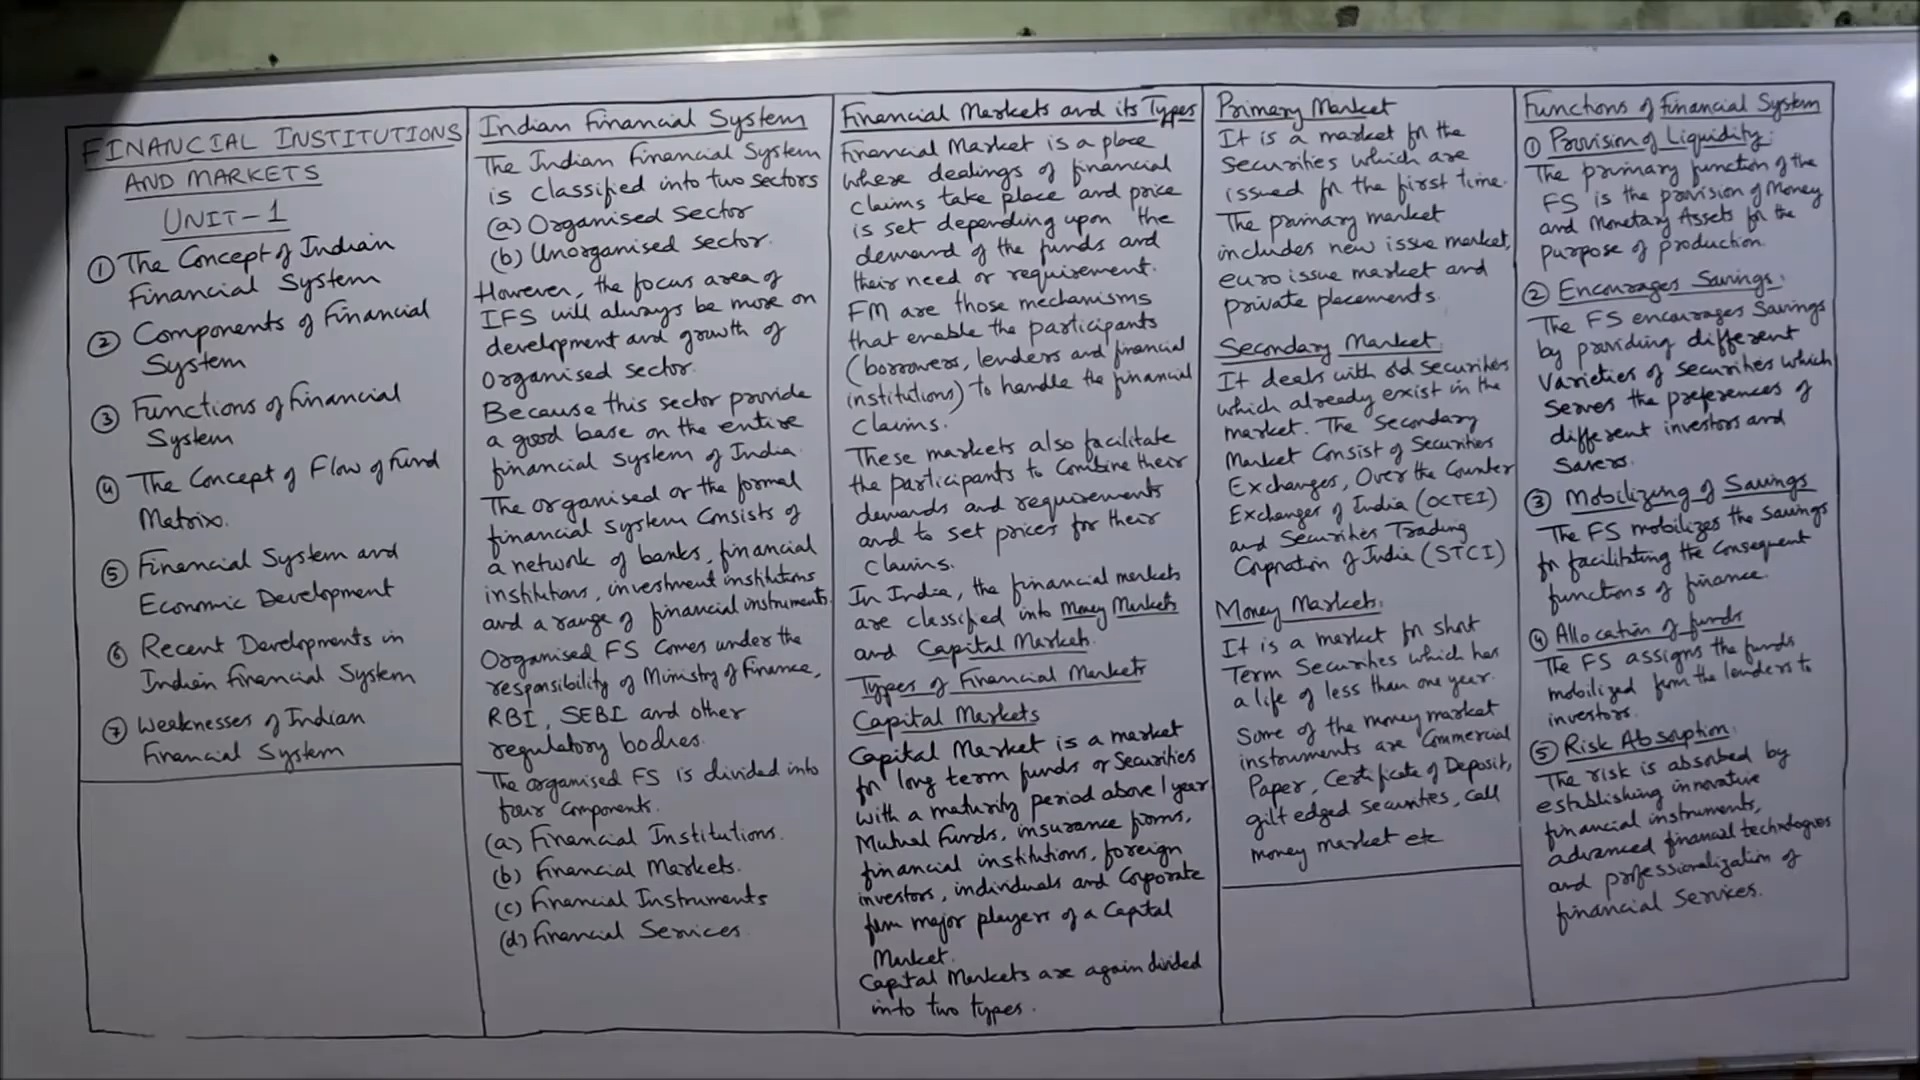 FINANCIAL INSTITUTIONS
AND MARKETS
UNIT-1
① The Concept of Indian
Financial System
② Components of Financial
System
③ Functions of Financial
System
④ The Concept of Flow of Fund
Matrix.
⑤ Financial System and
Economic Development
⑥ Recent Developments in
Indian Financial System
⑦ Weaknesses of Indian
Financial System
Indian Financial System
The Indian Financial System
is classified into two sectors
(a) Organised Sector
(b) Unorganised Sector.
However, the focus area of
IFS will always be more on
development and growth of
Organised sector.
Because this sector provide
a good base on the entire
financial system of India.
The organised or the formal
financial system consists of
a network of banks, financial
institutions, investment institutions
and a range of financial instruments.
Organised FS comes under the
responsibility of Ministry of Finance,
RBI, SEBI and other
regulatory bodies.
The organised FS is divided into
four components.
(a) Financial Institutions.
(b) Financial Markets.
(c) Financial Instruments
(d) Financial Services
Financial Markets and its Types
Financial Market is a place
where dealings of financial
claims take place and price
is set depending upon the
demand of the funds and
their need or requirement.
FM are those mechanisms
that enable the participants
(borrowers, lenders and financial
institutions) to handle the financial
claims.
These markets also facilitate
the participants to combine their
demands and requirements
and to set prices for their
claims.
In India, the financial markets
are classified into Money Markets
and Capital Markets.
Types of Financial Markets
Capital Markets
Capital Market is a market
for long term funds or Securities
with a maturity period above 1 year
Mutual Funds, insurance firms,
financial institutions, foreign
investors, individuals and Corporate
firm major players of a Capital
Market.
Capital Markets are again divided
into two types.
Primary Market
It is a market for the
securities which are
issued for the first time.
The primary market
includes new issue market,
euro issue market and
private placements.
Secondary Market
It deals with old securities
which already exist in the
market. The Secondary
Market Consist of Securities
Exchanges, Over the Counter
Exchanges of India (OCTEI)
and Securities Trading
Corporation of India (STCI)
Money Markets.
It is a market for short
Term Securities which has
a life of less than one year.
Some of the money market
instruments are Commercial
Paper, Certificate of Deposit,
gilt edged securities, call
money market etc
Functions of Financial System
① Provision of Liquidity:
The primary function of the
FS is the provision of Money
and Monetary Assets for the
purpose of production.
② Encourages Savings:
The FS encourages Savings
by providing different
Varieties of securities which
serves the preferences of
different investors and
savers.
③ Mobilizing of Savings
The FS mobilizes the savings
for facilitating the consequent
functions of finance.
④ Allocation of funds
The FS assigns the funds
mobilized from the lenders to
investors.
⑤ Risk Absorption:
The risk is absorbed by
establishing innovative
financial instruments,
advanced financial technologies
and professionalization of
financial services.